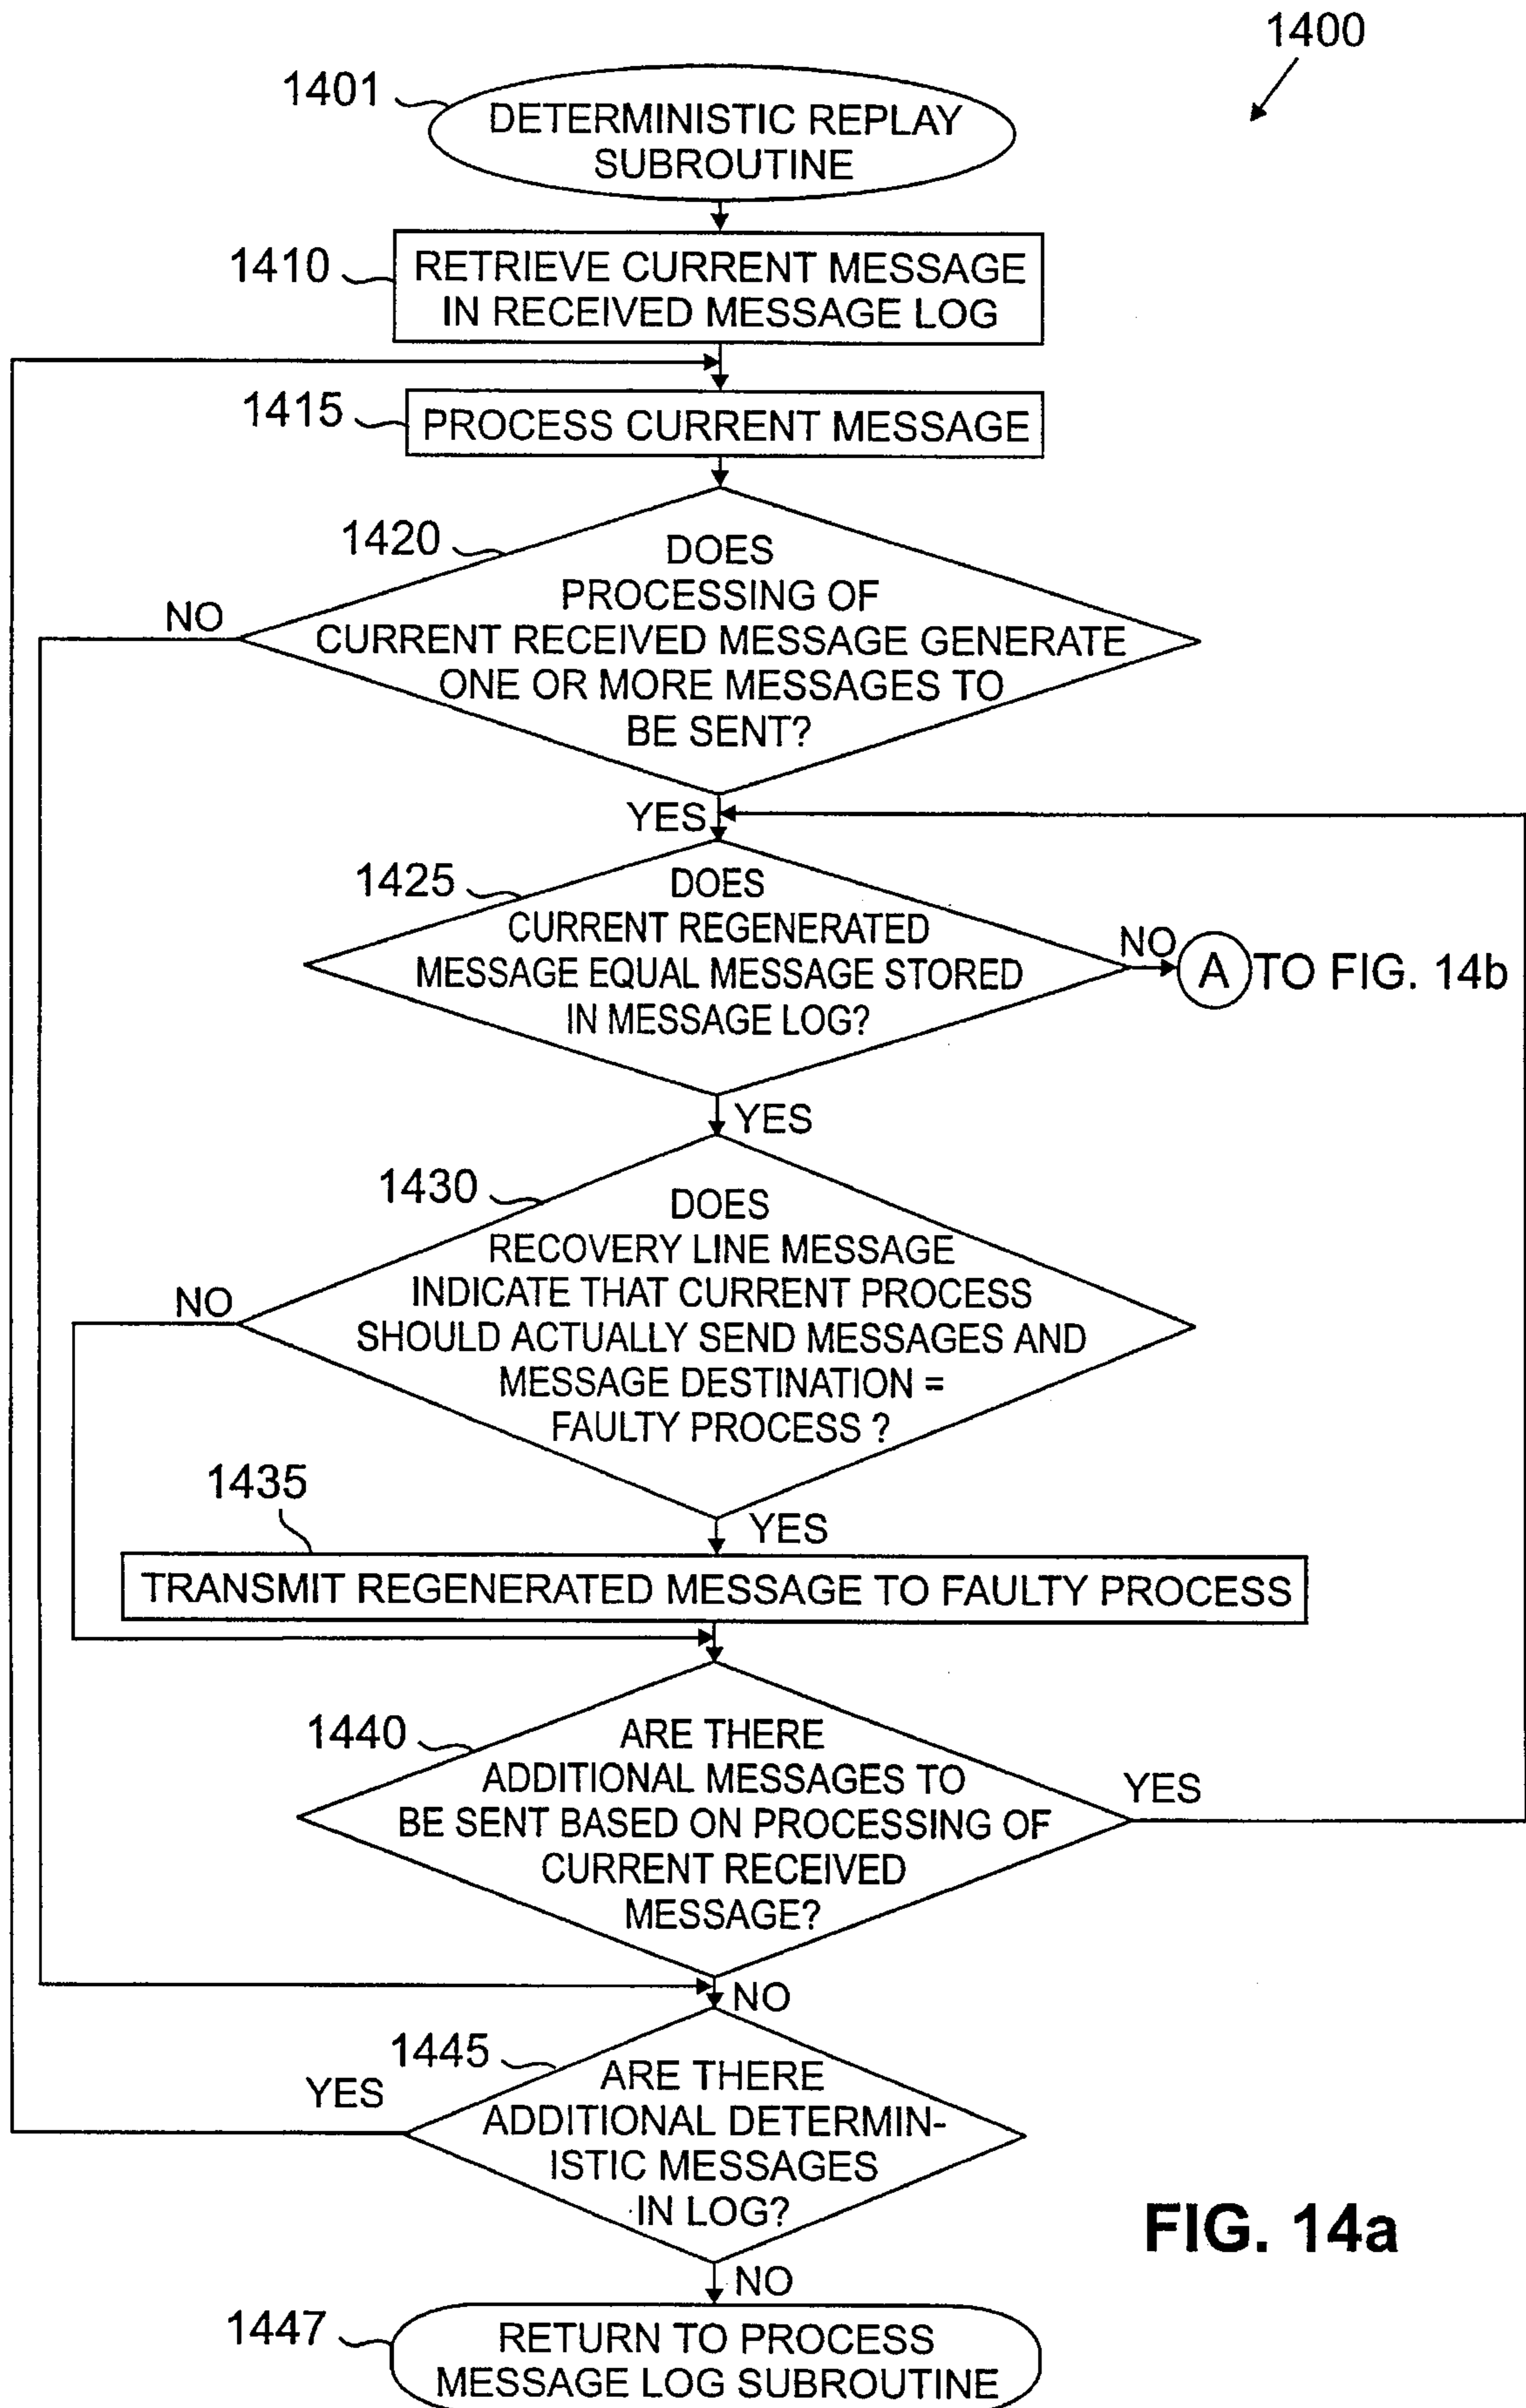 1400
1401
DETERMINISTIC REPLAY
SUBROUTINE
1410
RETRIEVE CURRENT MESSAGE
IN RECEIVED MESSAGE LOG
1415
PROCESS CURRENT MESSAGE
1420
DOES
PROCESSING OF
CURRENT RECEIVED MESSAGE GENERATE
ONE OR MORE MESSAGES TO
BE SENT?
NO
YES
1425
DOES
CURRENT REGENERATED
MESSAGE EQUAL MESSAGE STORED
IN MESSAGE LOG?
NO
A TO FIG. 14b
YES
1430
DOES
RECOVERY LINE MESSAGE
INDICATE THAT CURRENT PROCESS
SHOULD ACTUALLY SEND MESSAGES AND
MESSAGE DESTINATION =
FAULTY PROCESS ?
NO
YES
1435
TRANSMIT REGENERATED MESSAGE TO FAULTY PROCESS
1440
ARE THERE
ADDITIONAL MESSAGES TO
BE SENT BASED ON PROCESSING OF
CURRENT RECEIVED
MESSAGE?
YES
NO
1445
ARE THERE
ADDITIONAL DETERMIN-
ISTIC MESSAGES
IN LOG?
YES
NO
1447
RETURN TO PROCESS
MESSAGE LOG SUBROUTINE
FIG. 14a